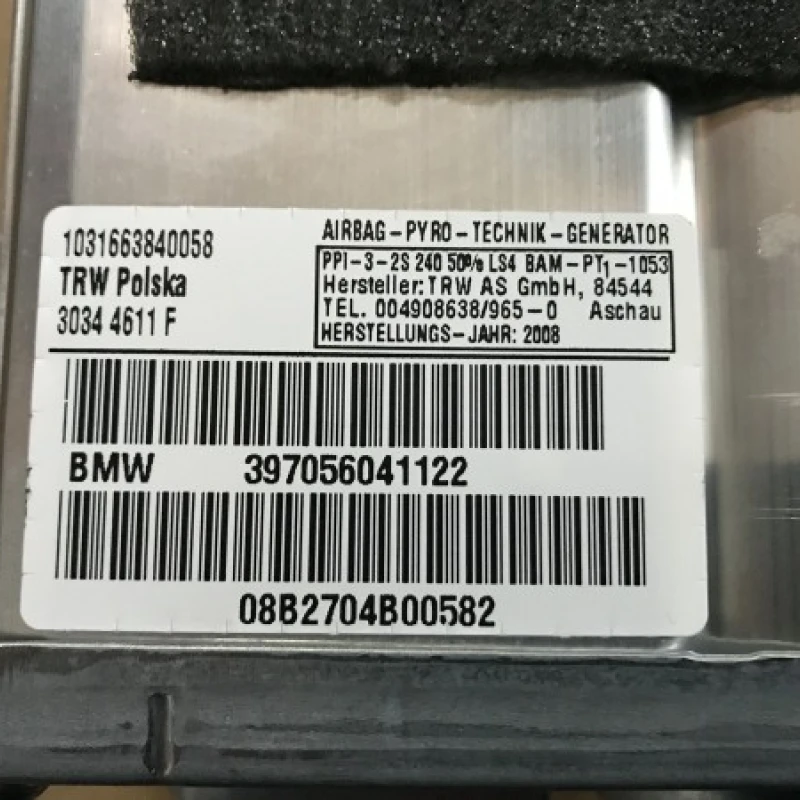 1031663840058
TRW Polska
3034 4611 F
AIRBAG-PYRO-TECHNIK-GENERATOR
PPI-3-2S 240 50% LS4 BAM-PT1-1053
Hersteller: TRW AS GmbH, 84544
TEL. 004908638/965-0 Aschau
HERSTELLUNGS-JAHR: 2008
BMW 397056041122
08B2704B00582